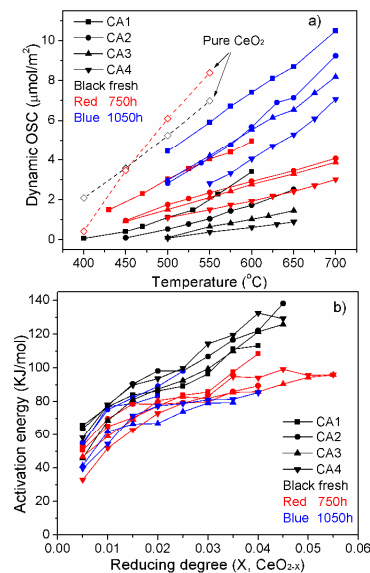 a)
CA1
CA2
CA3
CA4
Black fresh
Red 750h
Blue 1050h
Pure CeO₂
Dynamic OSC (μmol/m²)
12
10
8
6
4
2
0
400 450 500 550 600 650 700
Temperature (°C)
b)
Activation energy (KJ/mol)
140
120
100
80
60
40
20
0
CA1
CA2
CA3
CA4
Black fresh
Red 750h
Blue 1050h
0.00 0.01 0.02 0.03 0.04 0.05 0.06
Reducing degree (X, CeO₂₋ₓ)